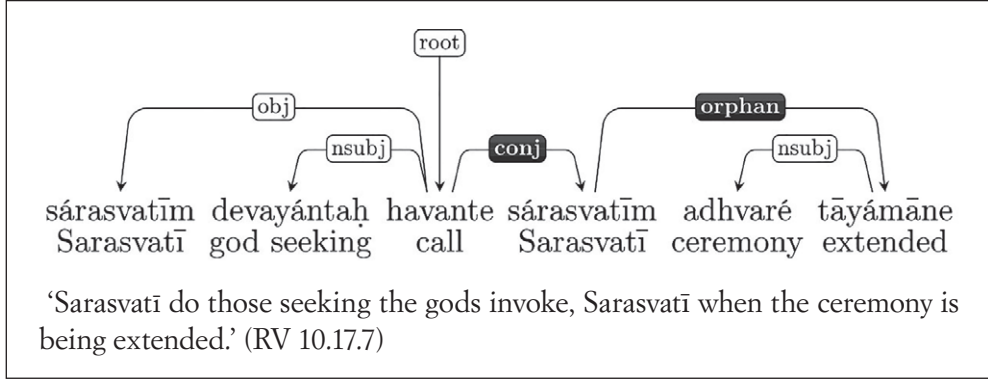 root
obj
orphan
nsubj
conj
nsubj
sárasvatīm devayántaḥ havante sárasvatīm adhvaré tāyámāne
Sarasvatī god seeking call Sarasvatī ceremony extended
‘Sarasvatī do those seeking the gods invoke, Sarasvatī when the ceremony is
being extended.’ (RV 10.17.7)